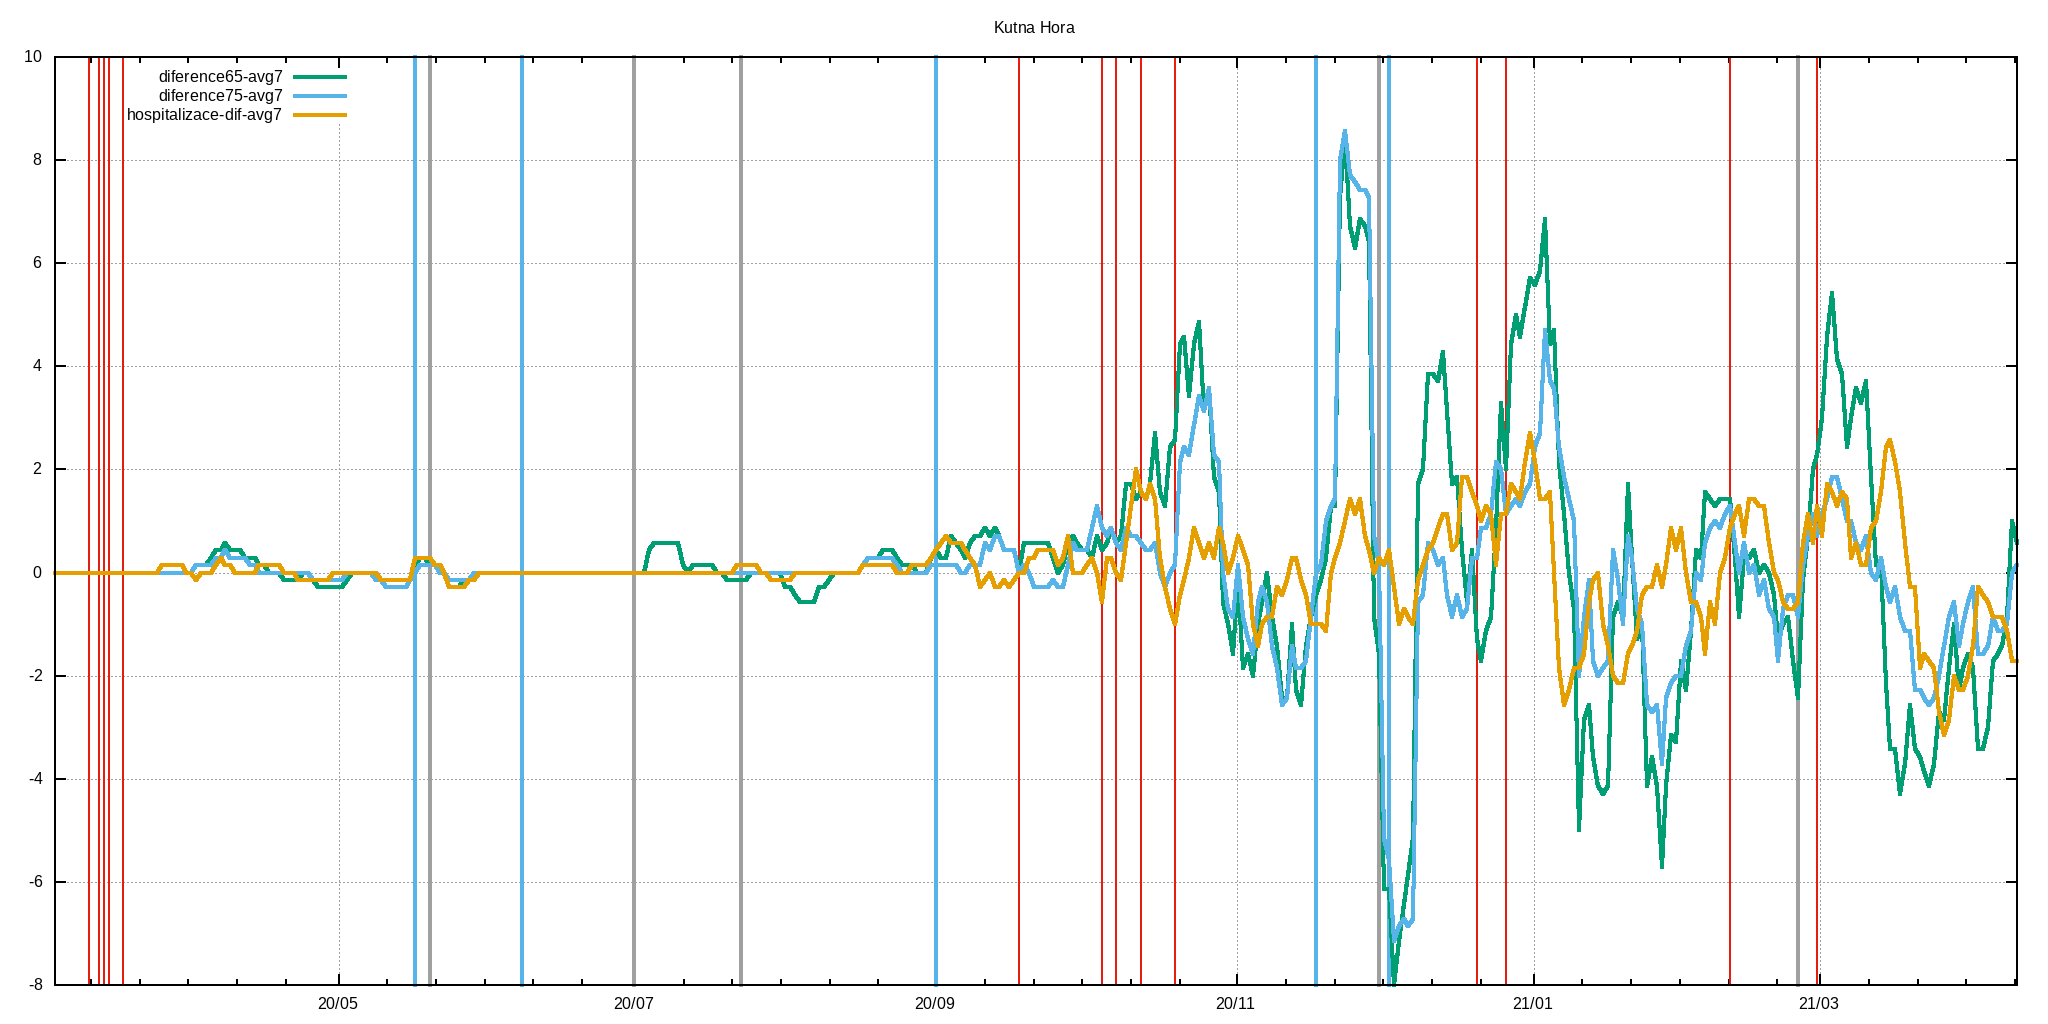 Kutna Hora
10
8
6
4
2
0
-2
-4
-6
-8
diference65-avg7
diference75-avg7
hospitalizace-dif-avg7
20/05 20/07 20/09 20/11 21/01 21/03